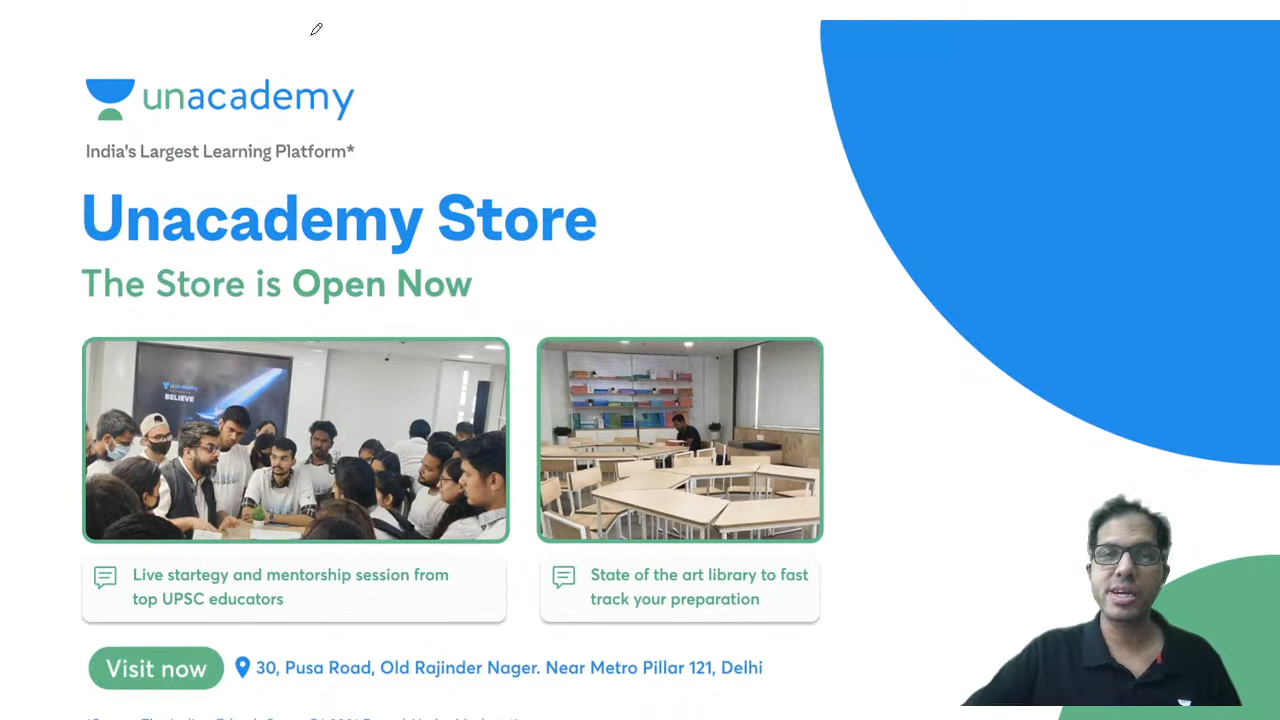 unacademy
India's Largest Learning Platform*
Unacademy Store
The Store is Open Now
unacademy
BELIEVE
Live startegy and mentorship session from
top UPSC educators
State of the art library to fast
track your preparation
Visit now
30, Pusa Road, Old Rajinder Nager. Near Metro Pillar 121, Delhi